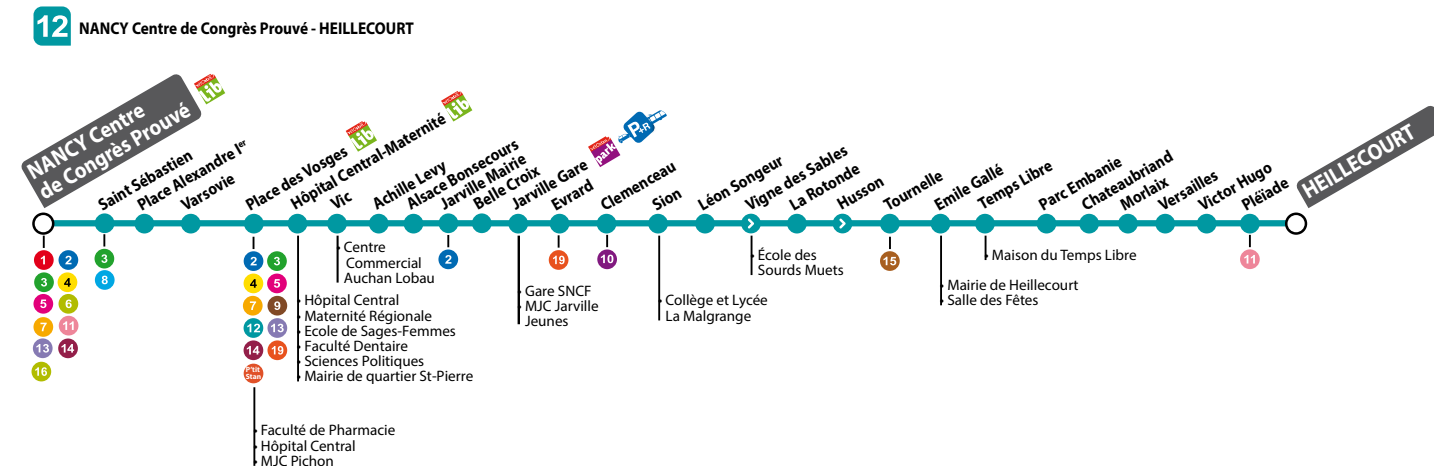 12 NANCY Centre de Congrès Prouvé - HEILLECOURT
NANCY Centre
de Congrès Prouvé
Lib
Saint Sébastien
Place Alexandre Ier
Varsovie
Place des Vosges
Lib
Hôpital Central-Maternité
Lib
Vic
Achille Levy
Alsace Bonsecours
Jarville Mairie
Belle Croix
Jarville Gare
park
P+R
Evrard
Clemenceau
Sion
Léon Songeur
Vigne des Sables
La Rotonde
Husson
Tournelle
Emile Gallé
Temps Libre
Parc Embanie
Chateaubriand
Morlaix
Versailles
Victor Hugo
Pléiade
HEILLECOURT
1 2
3 4
5 6
7 11
13 14
16
3
8
2 3
4 5
7 9
12 13
14 19
P'tit
Stan
Faculté de Pharmacie
Hôpital Central
MJC Pichon
Hôpital Central
Maternité Régionale
Ecole de Sages-Femmes
Faculté Dentaire
Sciences Politiques
Mairie de quartier St-Pierre
Centre
Commercial
Auchan Lobau
2
Gare SNCF
MJC Jarville
Jeunes
19
10
Collège et Lycée
La Malgrange
École des
Sourds Muets
15
Mairie de Heillecourt
Salle des Fêtes
Maison du Temps Libre
11